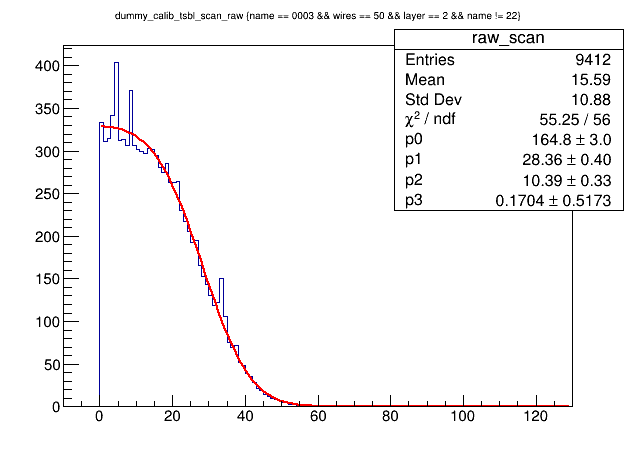 dummy_calib_tsbl_scan_raw {name == 0003 && wires == 50 && layer == 2 && name != 22}
raw_scan
Entries 9412
Mean 15.59
Std Dev 10.88
χ² / ndf 55.25 / 56
p0 164.8 ± 3.0
p1 28.36 ± 0.40
p2 10.39 ± 0.33
p3 0.1704 ± 0.5173
400
350
300
250
200
150
100
50
0
0 20 40 60 80 100 120